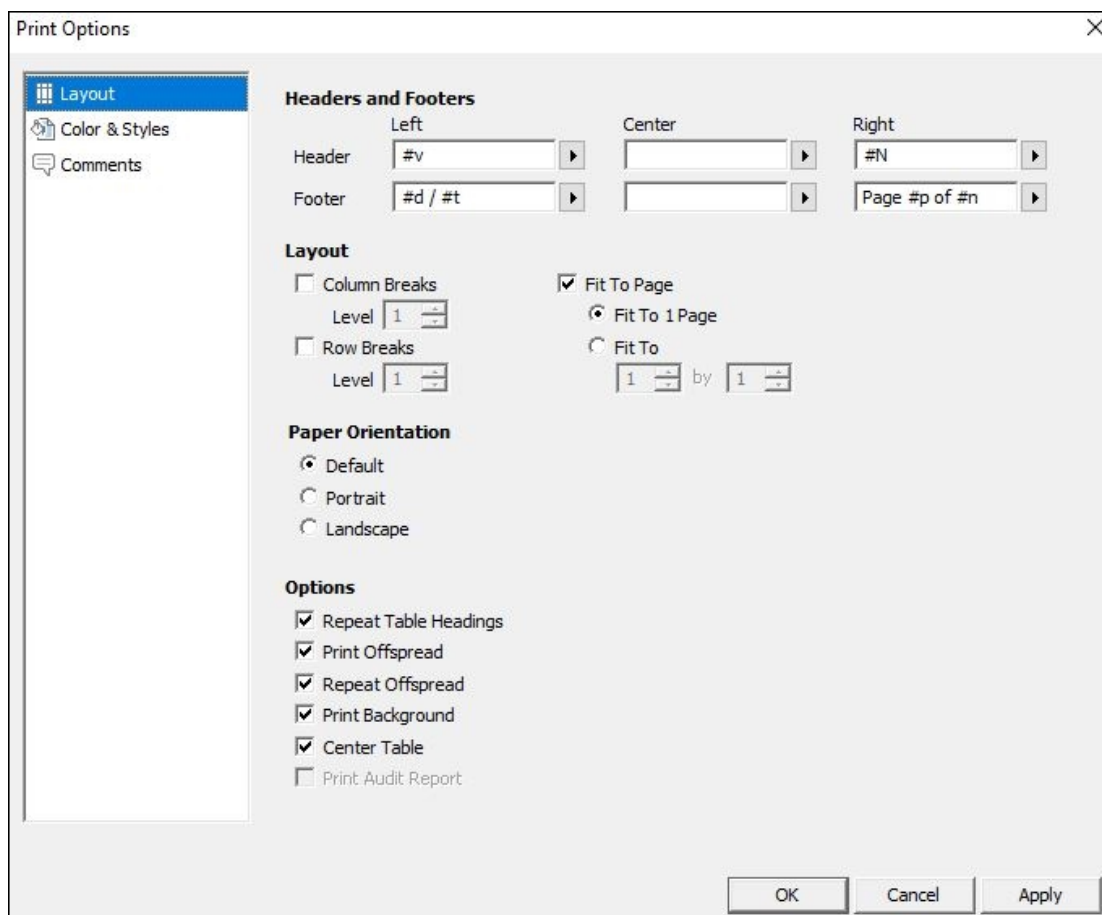 Print Options
Layout
Color & Styles
Comments
Headers and Footers
Left Center Right
Header #v #N
Footer #d / #t Page #p of #n
Layout
Column Breaks Fit To Page
Level 1 Fit To 1 Page
Row Breaks Fit To
Level 1 1 by 1
Paper Orientation
Default
Portrait
Landscape
Options
Repeat Table Headings
Print Offspread
Repeat Offspread
Print Background
Center Table
Print Audit Report
OK Cancel Apply